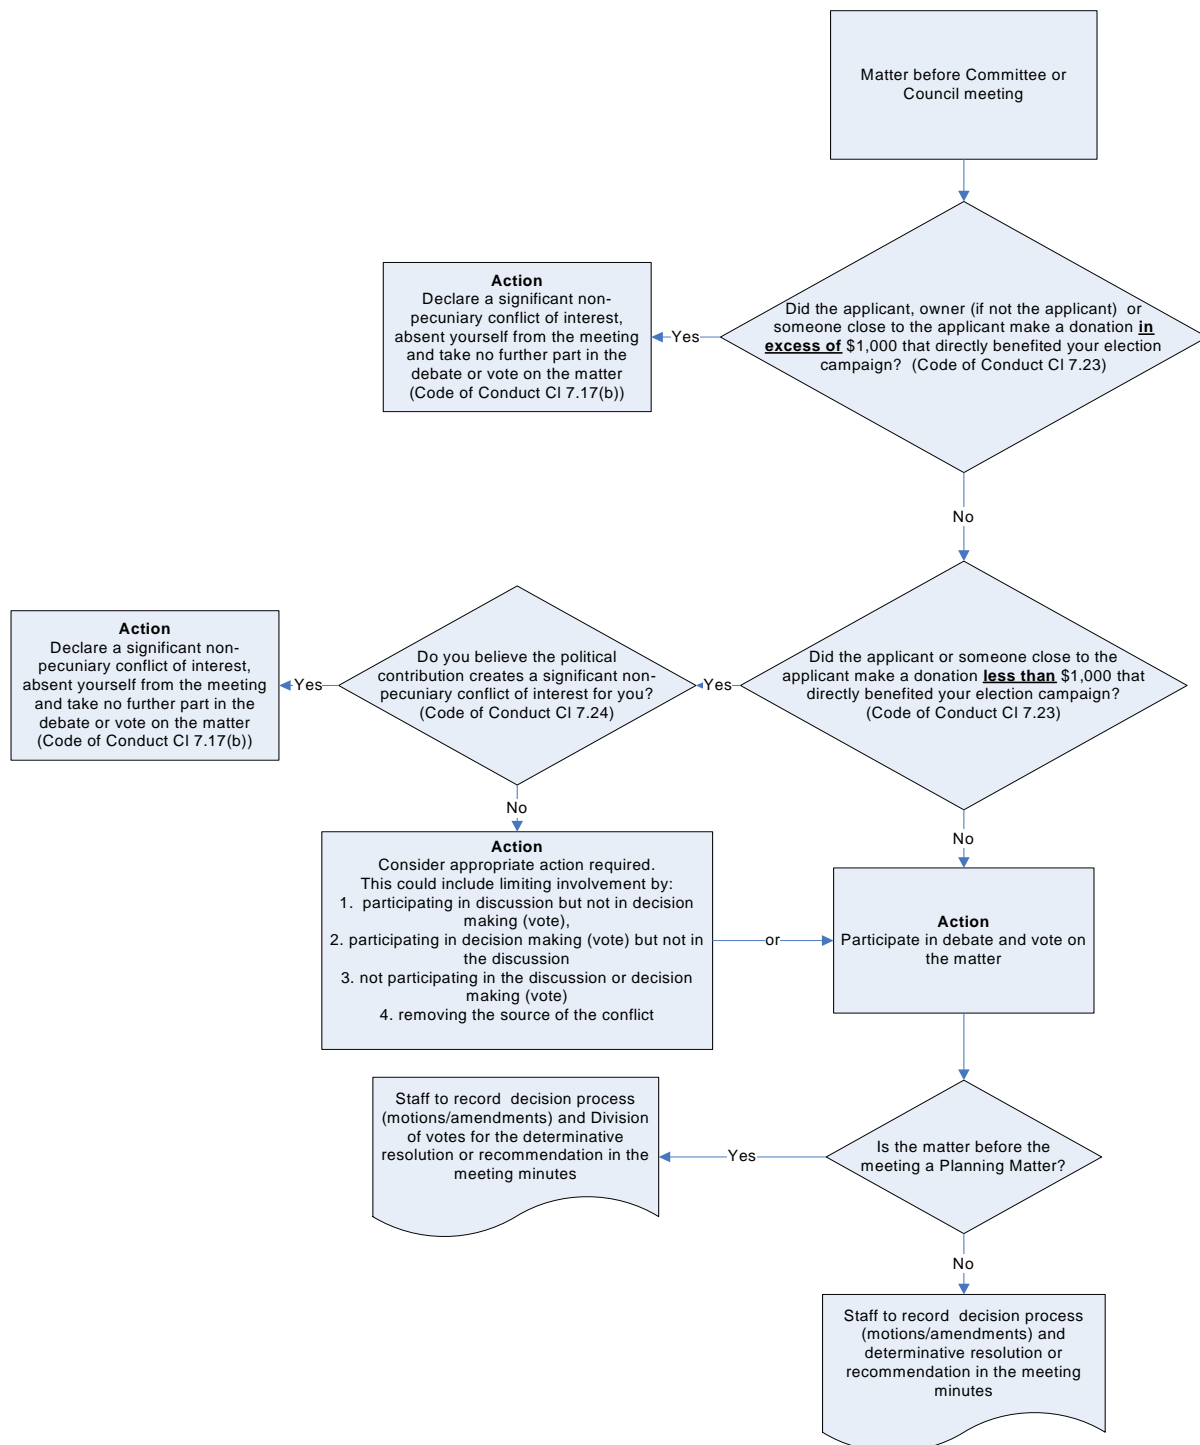 Matter before Committee or
Council meeting
Did the applicant, owner (if not the applicant)  or
someone close to the applicant make a donation in
excess of $1,000 that directly benefited your election
campaign?  (Code of Conduct Cl 7.23)
Yes
Action
Declare a significant non-
pecuniary conflict of interest,
absent yourself from the meeting
and take no further part in the
debate or vote on the matter
(Code of Conduct Cl 7.17(b))
No
Did the applicant or someone close to the
applicant make a donation less than $1,000 that
directly benefited your election campaign?
(Code of Conduct Cl 7.23)
Yes
Do you believe the political
contribution creates a significant non-
pecuniary conflict of interest for you?
(Code of Conduct Cl 7.24)
Yes
Action
Declare a significant non-
pecuniary conflict of interest,
absent yourself from the meeting
and take no further part in the
debate or vote on the matter
(Code of Conduct Cl 7.17(b))
No
Action
Consider appropriate action required.
This could include limiting involvement by:
1.  participating in discussion but not in decision
making (vote),
2. participating in decision making (vote) but not in
the discussion
3. not participating in the discussion or decision
making (vote)
4. removing the source of the conflict
or
No
Action
Participate in debate and vote on
the matter
Is the matter before the
meeting a Planning Matter?
Yes
Staff to record  decision process
(motions/amendments) and Division
of votes for the determinative
resolution or recommendation in the
meeting minutes
No
Staff to record  decision process
(motions/amendments) and
determinative resolution or
recommendation in the meeting
minutes